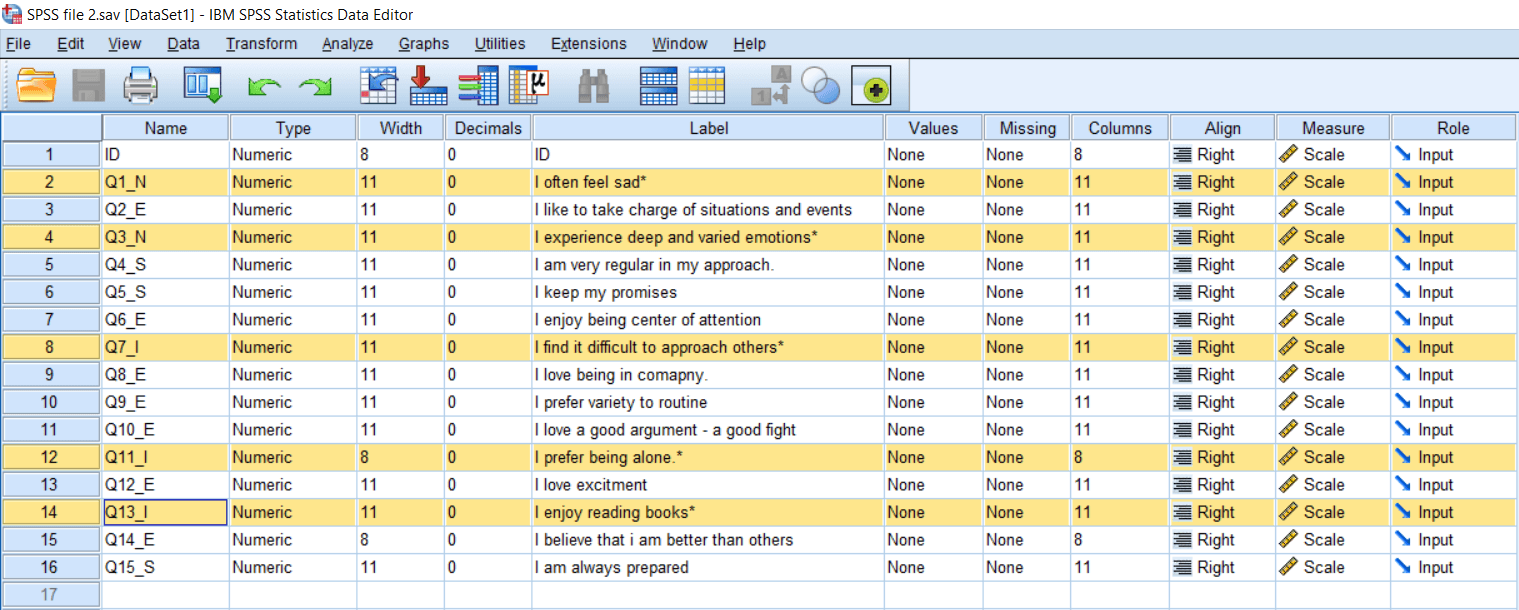 SPSS file 2.sav [DataSet1] - IBM SPSS Statistics Data Editor
File Edit View Data Transform Analyze Graphs Utilities Extensions Window Help
μ A 1
Name Type Width Decimals Label Values Missing Columns Align Measure Role
1 ID Numeric 8 0 ID None None 8 Right Scale Input
2 Q1_N Numeric 11 0 I often feel sad* None None 11 Right Scale Input
3 Q2_E Numeric 11 0 I like to take charge of situations and events None None 11 Right Scale Input
4 Q3_N Numeric 11 0 I experience deep and varied emotions* None None 11 Right Scale Input
5 Q4_S Numeric 11 0 I am very regular in my approach. None None 11 Right Scale Input
6 Q5_S Numeric 11 0 I keep my promises None None 11 Right Scale Input
7 Q6_E Numeric 11 0 I enjoy being center of attention None None 11 Right Scale Input
8 Q7_I Numeric 11 0 I find it difficult to approach others* None None 11 Right Scale Input
9 Q8_E Numeric 11 0 I love being in comapny. None None 11 Right Scale Input
10 Q9_E Numeric 11 0 I prefer variety to routine None None 11 Right Scale Input
11 Q10_E Numeric 11 0 I love a good argument - a good fight None None 11 Right Scale Input
12 Q11_I Numeric 8 0 I prefer being alone.* None None 8 Right Scale Input
13 Q12_E Numeric 11 0 I love excitment None None 11 Right Scale Input
14 Q13_I Numeric 11 0 I enjoy reading books* None None 11 Right Scale Input
15 Q14_E Numeric 8 0 I believe that i am better than others None None 8 Right Scale Input
16 Q15_S Numeric 11 0 I am always prepared None None 11 Right Scale Input
17